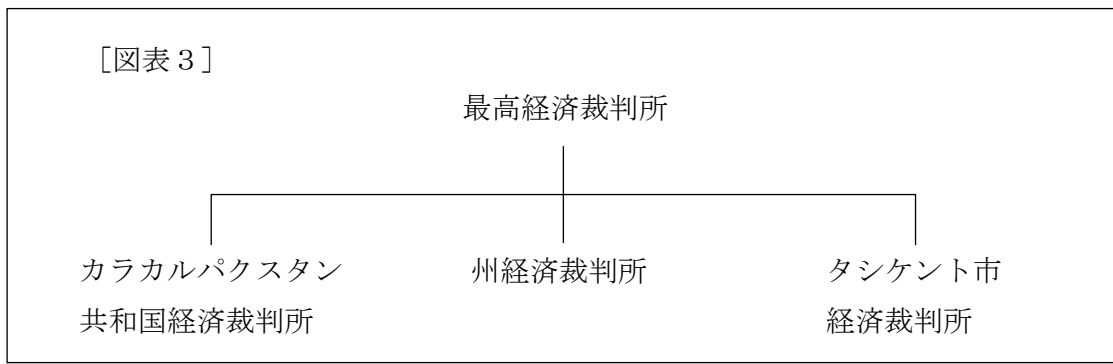 ［図表３］
最高経済裁判所
カラカルパクスタン
共和国経済裁判所
州経済裁判所
タシケント市
経済裁判所